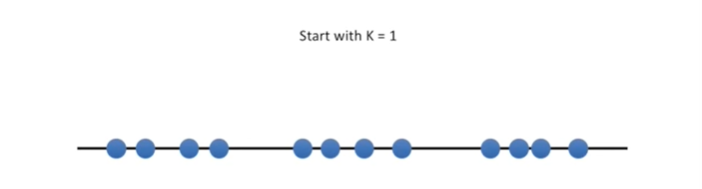 Start with K = 1